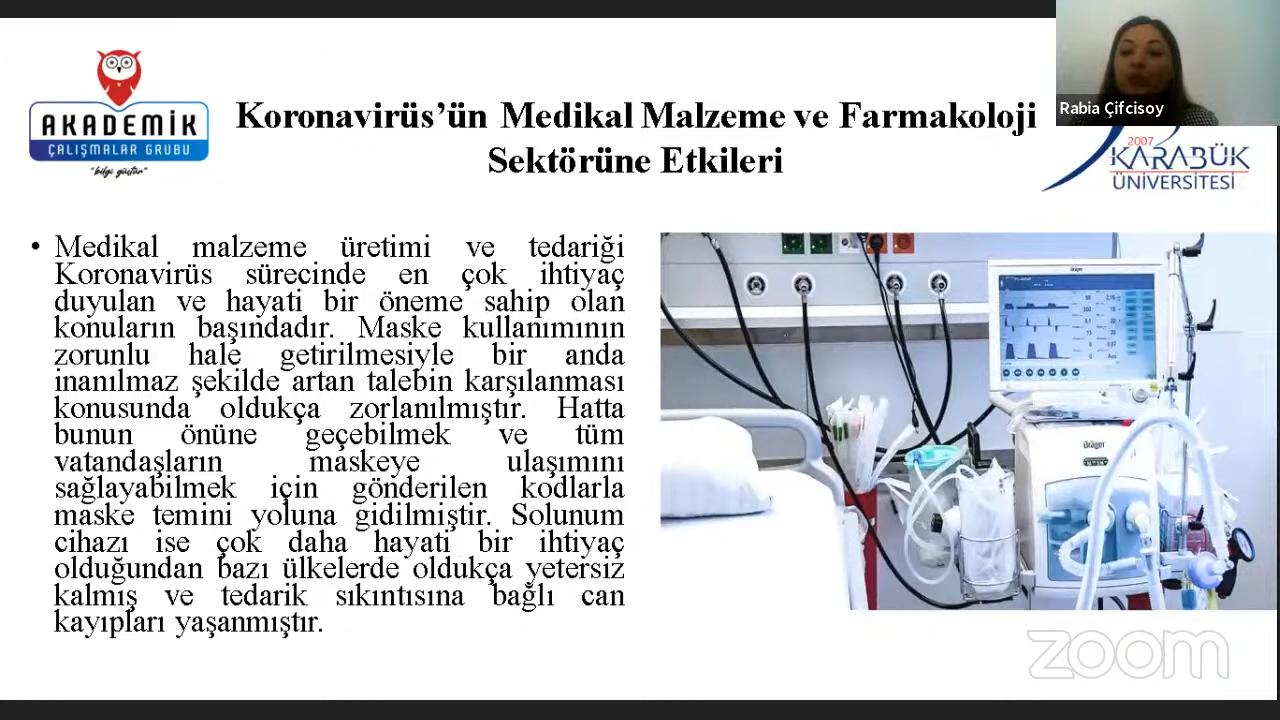 AKADEMİK
ÇALIŞMALAR GRUBU
"bilgi güçtür"
Koronavirüs’ün Medikal Malzeme ve Farmakoloji
Sektörüne Etkileri
Rabia Çifcisoy
2007
KARABÜK
ÜNİVERSİTESİ
• Medikal malzeme üretimi ve tedariği
Koronavirüs sürecinde en çok ihtiyaç
duyulan ve hayati bir öneme sahip olan
konuların başındadır. Maske kullanımının
zorunlu hale getirilmesiyle bir anda
inanılmaz şekilde artan talebin karşılanması
konusunda oldukça zorlanılmıştır. Hatta
bunun önüne geçebilmek ve tüm
vatandaşların maskeye ulaşımını
sağlayabilmek için gönderilen kodlarla
maske temini yoluna gidilmiştir. Solunum
cihazı ise çok daha hayati bir ihtiyaç
olduğundan bazı ülkelerde oldukça yetersiz
kalmış ve tedarik sıkıntısına bağlı can
kayıpları yaşanmıştır.
Dräger
Dräger
zoom